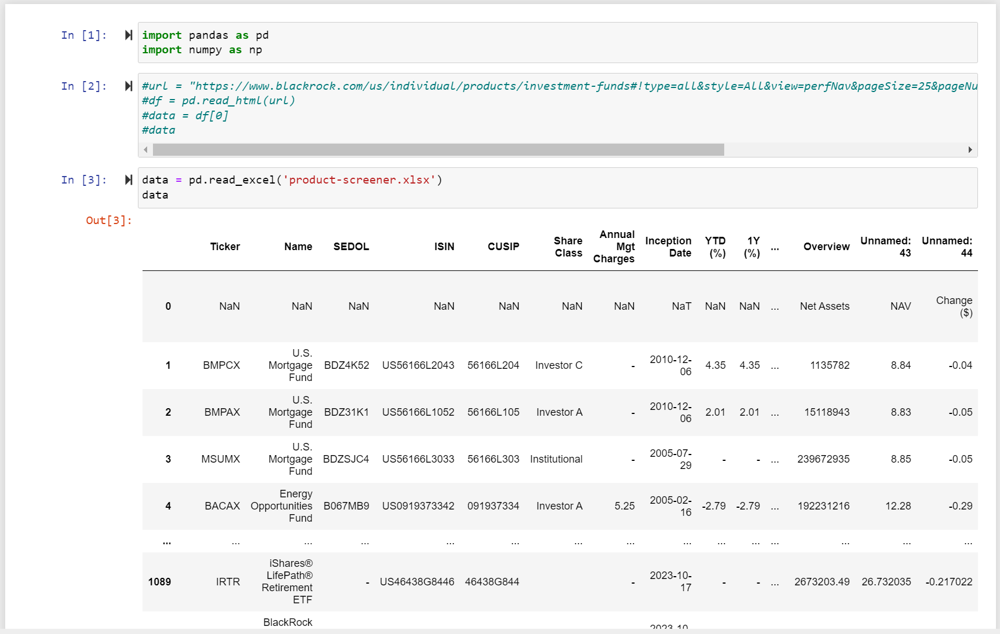 In [1]: import pandas as pd
import numpy as np
In [2]: #url = "https://www.blackrock.com/us/individual/products/investment-funds#!type=all&style=All&view=perfNav&pageSize=25&pageNu
#df = pd.read_html(url)
#data = df[0]
#data
In [3]: data = pd.read_excel('product-screener.xlsx')
data
Out[3]:
Ticker Name SEDOL ISIN CUSIP Share Class Annual Mgt Charges Inception Date YTD (%) 1Y (%) ... Overview Unnamed: 43 Unnamed: 44
0 NaN NaN NaN NaN NaN NaN NaN NaT NaN NaN ... Net Assets NAV Change ($)
1 BMPCX U.S. Mortgage Fund BDZ4K52 US56166L2043 56166L204 Investor C - 2010-12-06 4.35 4.35 ... 1135782 8.84 -0.04
2 BMPAX U.S. Mortgage Fund BDZ31K1 US56166L1052 56166L105 Investor A - 2010-12-06 2.01 2.01 ... 15118943 8.83 -0.05
3 MSUMX U.S. Mortgage Fund BDZSJC4 US56166L3033 56166L303 Institutional - 2005-07-29 - - ... 239672935 8.85 -0.05
4 BACAX Energy Opportunities Fund B067MB9 US0919373342 091937334 Investor A 5.25 2005-02-16 -2.79 -2.79 ... 192231216 12.28 -0.29
... ... ... ... ... ... ... ... ... ... ... ... ... ... ...
1089 IRTR iShares® LifePath® Retirement ETF - US46438G8446 46438G844 - 2023-10-17 - - ... 2673203.49 26.732035 -0.217022
BlackRock 2023-10-